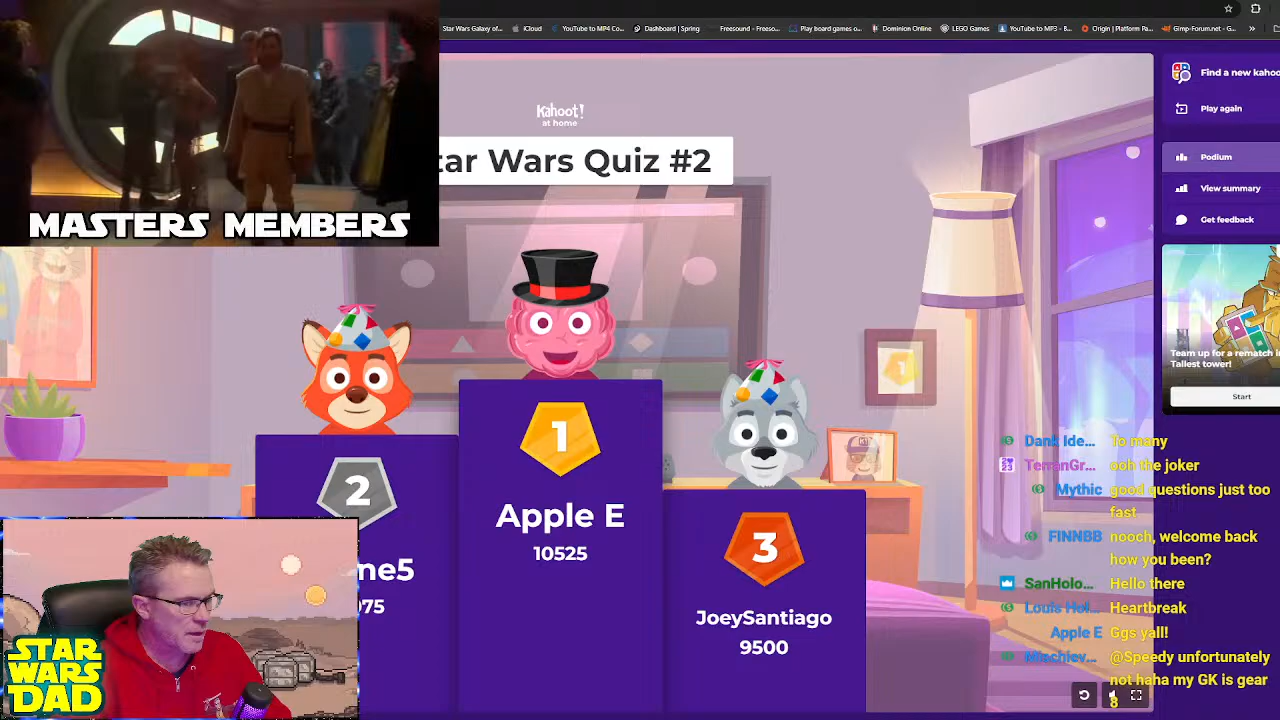 Star Wars Galaxy of...
iCloud
YouTube to MP4 Co...
Dashboard | Spring
Freesound - Freeso...
Play board games o...
Dominion Online
LEGO Games
YouTube to MP3 - B...
Origin | Platform Pa...
Gimp-Forum.net - G...
Kahoot!
at home
tar Wars Quiz #2
MASTERS MEMBERS
Find a new kahoo
Play again
Podium
View summary
Get feedback
Team up for a rematch in
Tallest tower!
Start
1
1
Apple E
10525
2
me5
975
3
JoeySantiago
9500
Dank Ide... To many
TerranGr... ooh the joker
Mythic good questions just too
fast
FINNBB nooch, welcome back
how you been?
SanHolo... Hello there
Louis Hol... Heartbreak
Apple E Ggs yall!
Mischiev... @Speedy unfortunately
not haha my GK is gear
8
STAR
WARS
DAD